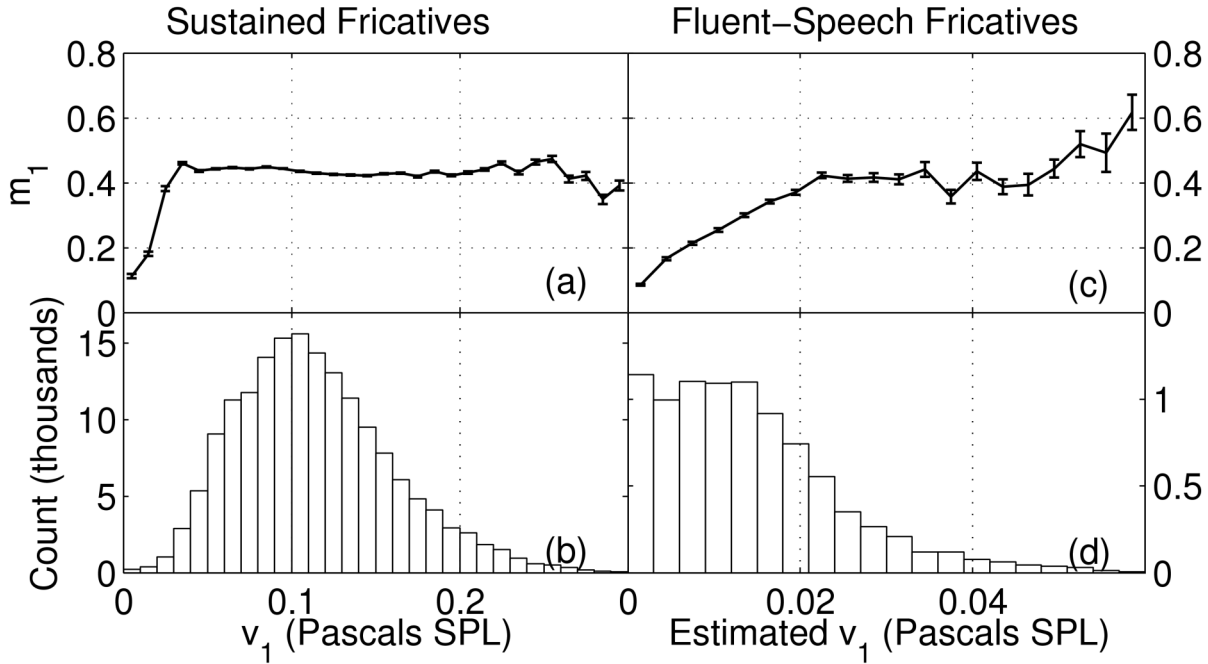 Sustained Fricatives
Fluent−Speech Fricatives
0.8
0.6
0.4
0.2
0
m1
(a)
0.8
0.6
0.4
0.2
0
(c)
15
10
5
0
Count (thousands)
(b)
1
0.5
0
(d)
0 0.1 0.2
0 0.02 0.04
v1 (Pascals SPL)
Estimated v1 (Pascals SPL)